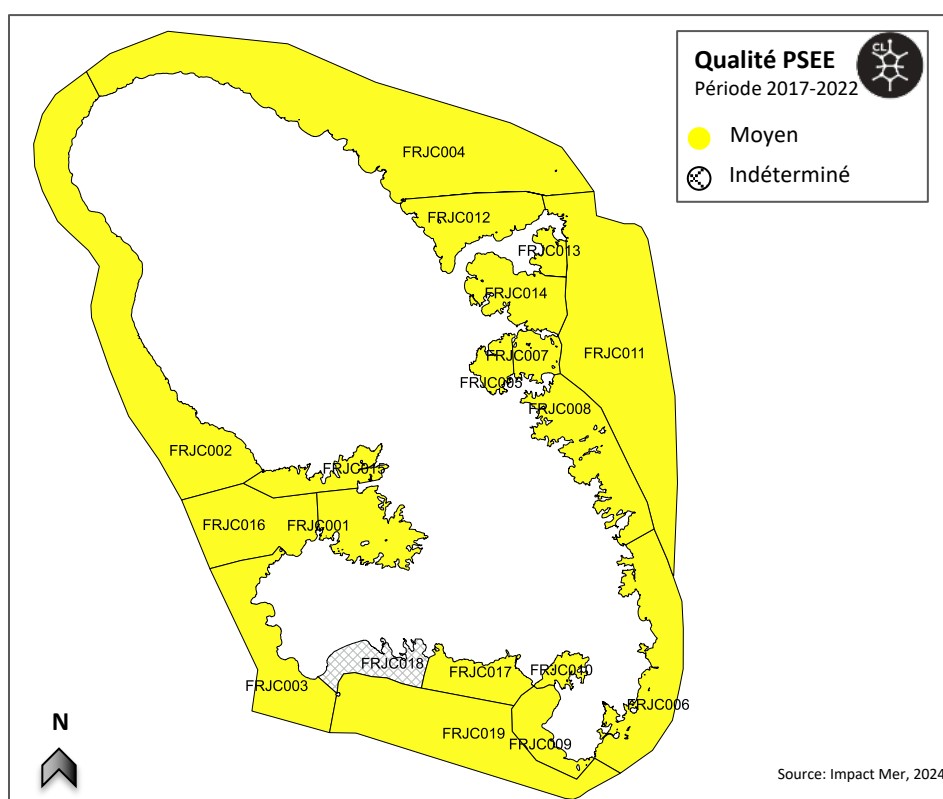 Qualité PSEE
CL
Période 2017-2022
Moyen
Indéterminé
FRJC004
FRJC012
FRJC013
FRJC014
FRJC007
FRJC011
FRJC005
FRJC008
FRJC002
FRJC015
FRJC016
FRJC001
FRJC018
FRJC017
FRJC010
FRJC003
FRJC006
FRJC019
FRJC009
N
Source: Impact Mer, 2024